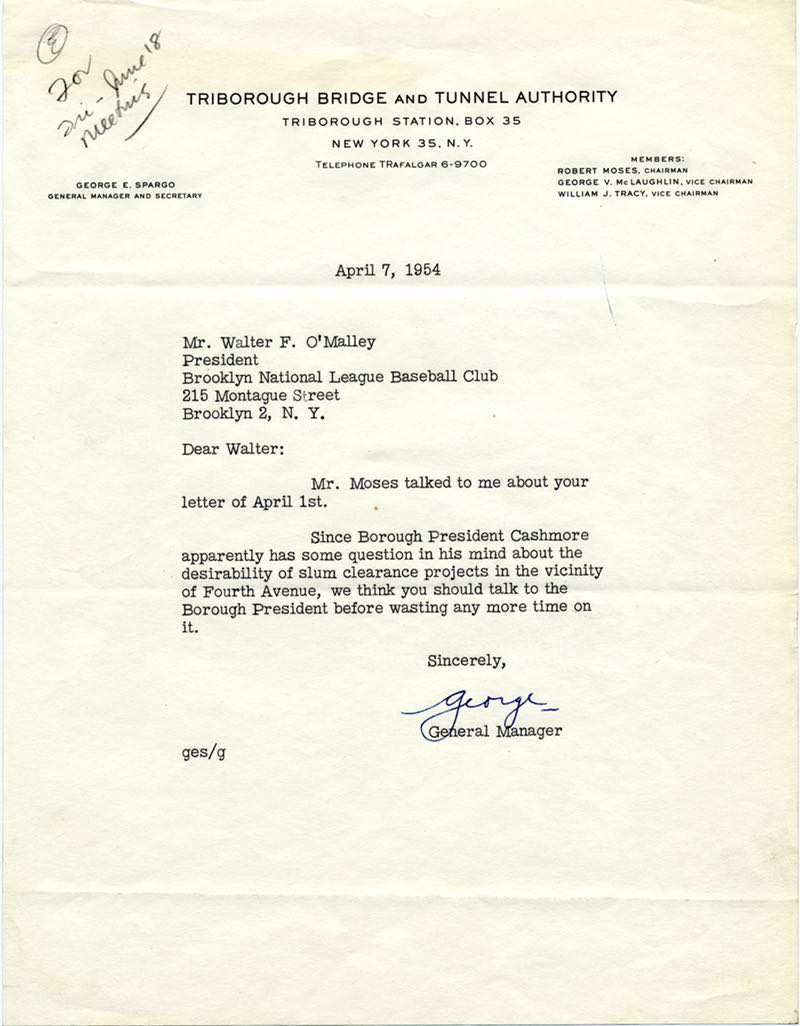 2
For
Fri - June 18
meeting
TRIBOROUGH BRIDGE AND TUNNEL AUTHORITY
TRIBOROUGH STATION, BOX 35
NEW YORK 35, N.Y.
TELEPHONE TRAFALGAR 6-9700
GEORGE E. SPARGO
GENERAL MANAGER AND SECRETARY
MEMBERS:
ROBERT MOSES, CHAIRMAN
GEORGE V. McLAUGHLIN, VICE CHAIRMAN
WILLIAM J. TRACY, VICE CHAIRMAN
April 7, 1954
Mr. Walter F. O'Malley
President
Brooklyn National League Baseball Club
215 Montague Street
Brooklyn 2, N. Y.
Dear Walter:
Mr. Moses talked to me about your
letter of April 1st.
Since Borough President Cashmore
apparently has some question in his mind about the
desirability of slum clearance projects in the vicinity
of Fourth Avenue, we think you should talk to the
Borough President before wasting any more time on
it.
Sincerely,
George
General Manager
ges/g